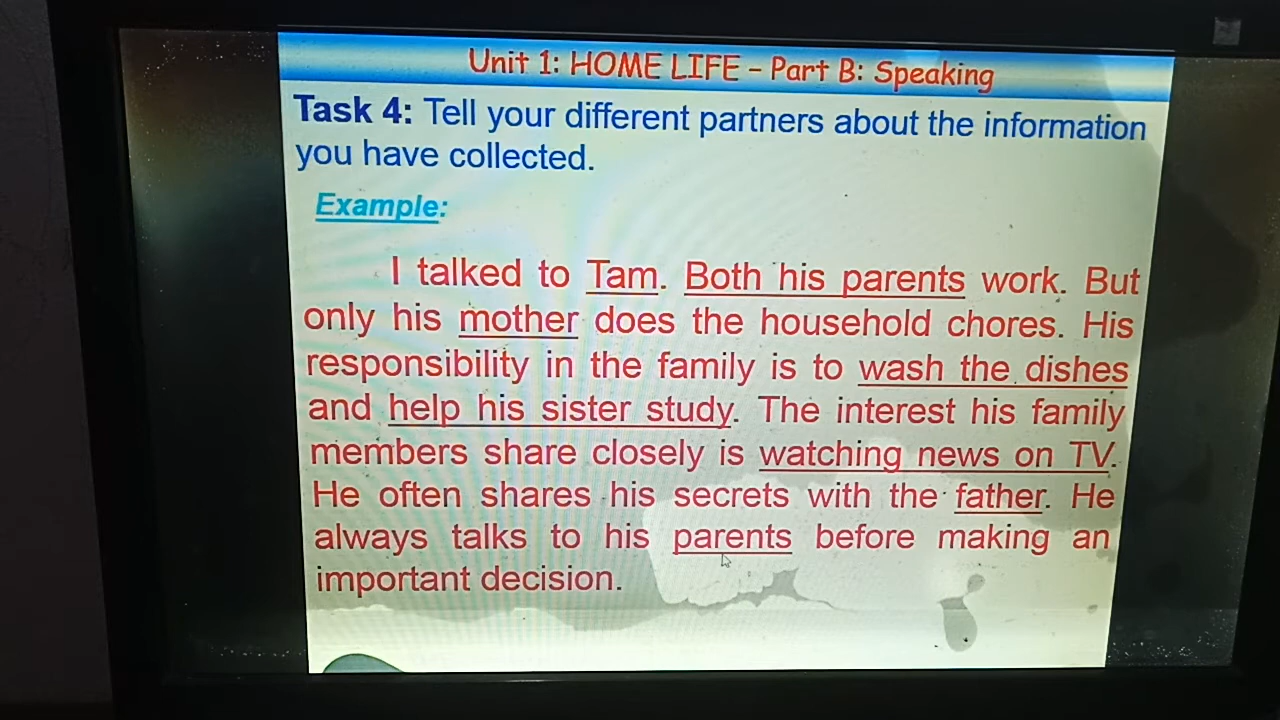 Unit 1: HOME LIFE – Part B: Speaking
Task 4: Tell your different partners about the information
you have collected.
Example:
I talked to Tam. Both his parents work. But
only his mother does the household chores. His
responsibility in the family is to wash the dishes
and help his sister study. The interest his family
members share closely is watching news on TV.
He often shares his secrets with the father. He
always talks to his parents before making an
important decision.